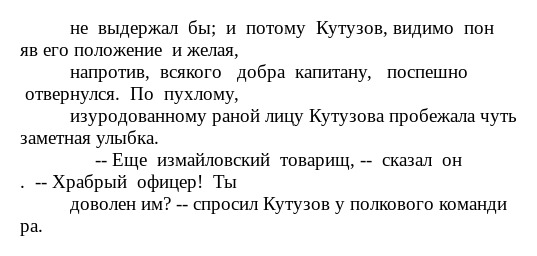 не выдержал бы; и потому Кутузов, видимо пон
яв его положение и желая,
напротив, всякого добра капитану, поспешно
отвернулся. По пухлому,
изуродованному раной лицу Кутузова пробежала чуть
заметная улыбка.
-- Еще измайловский товарищ, -- сказал он
. -- Храбрый офицер! Ты
доволен им? -- спросил Кутузов у полкового команди
ра.